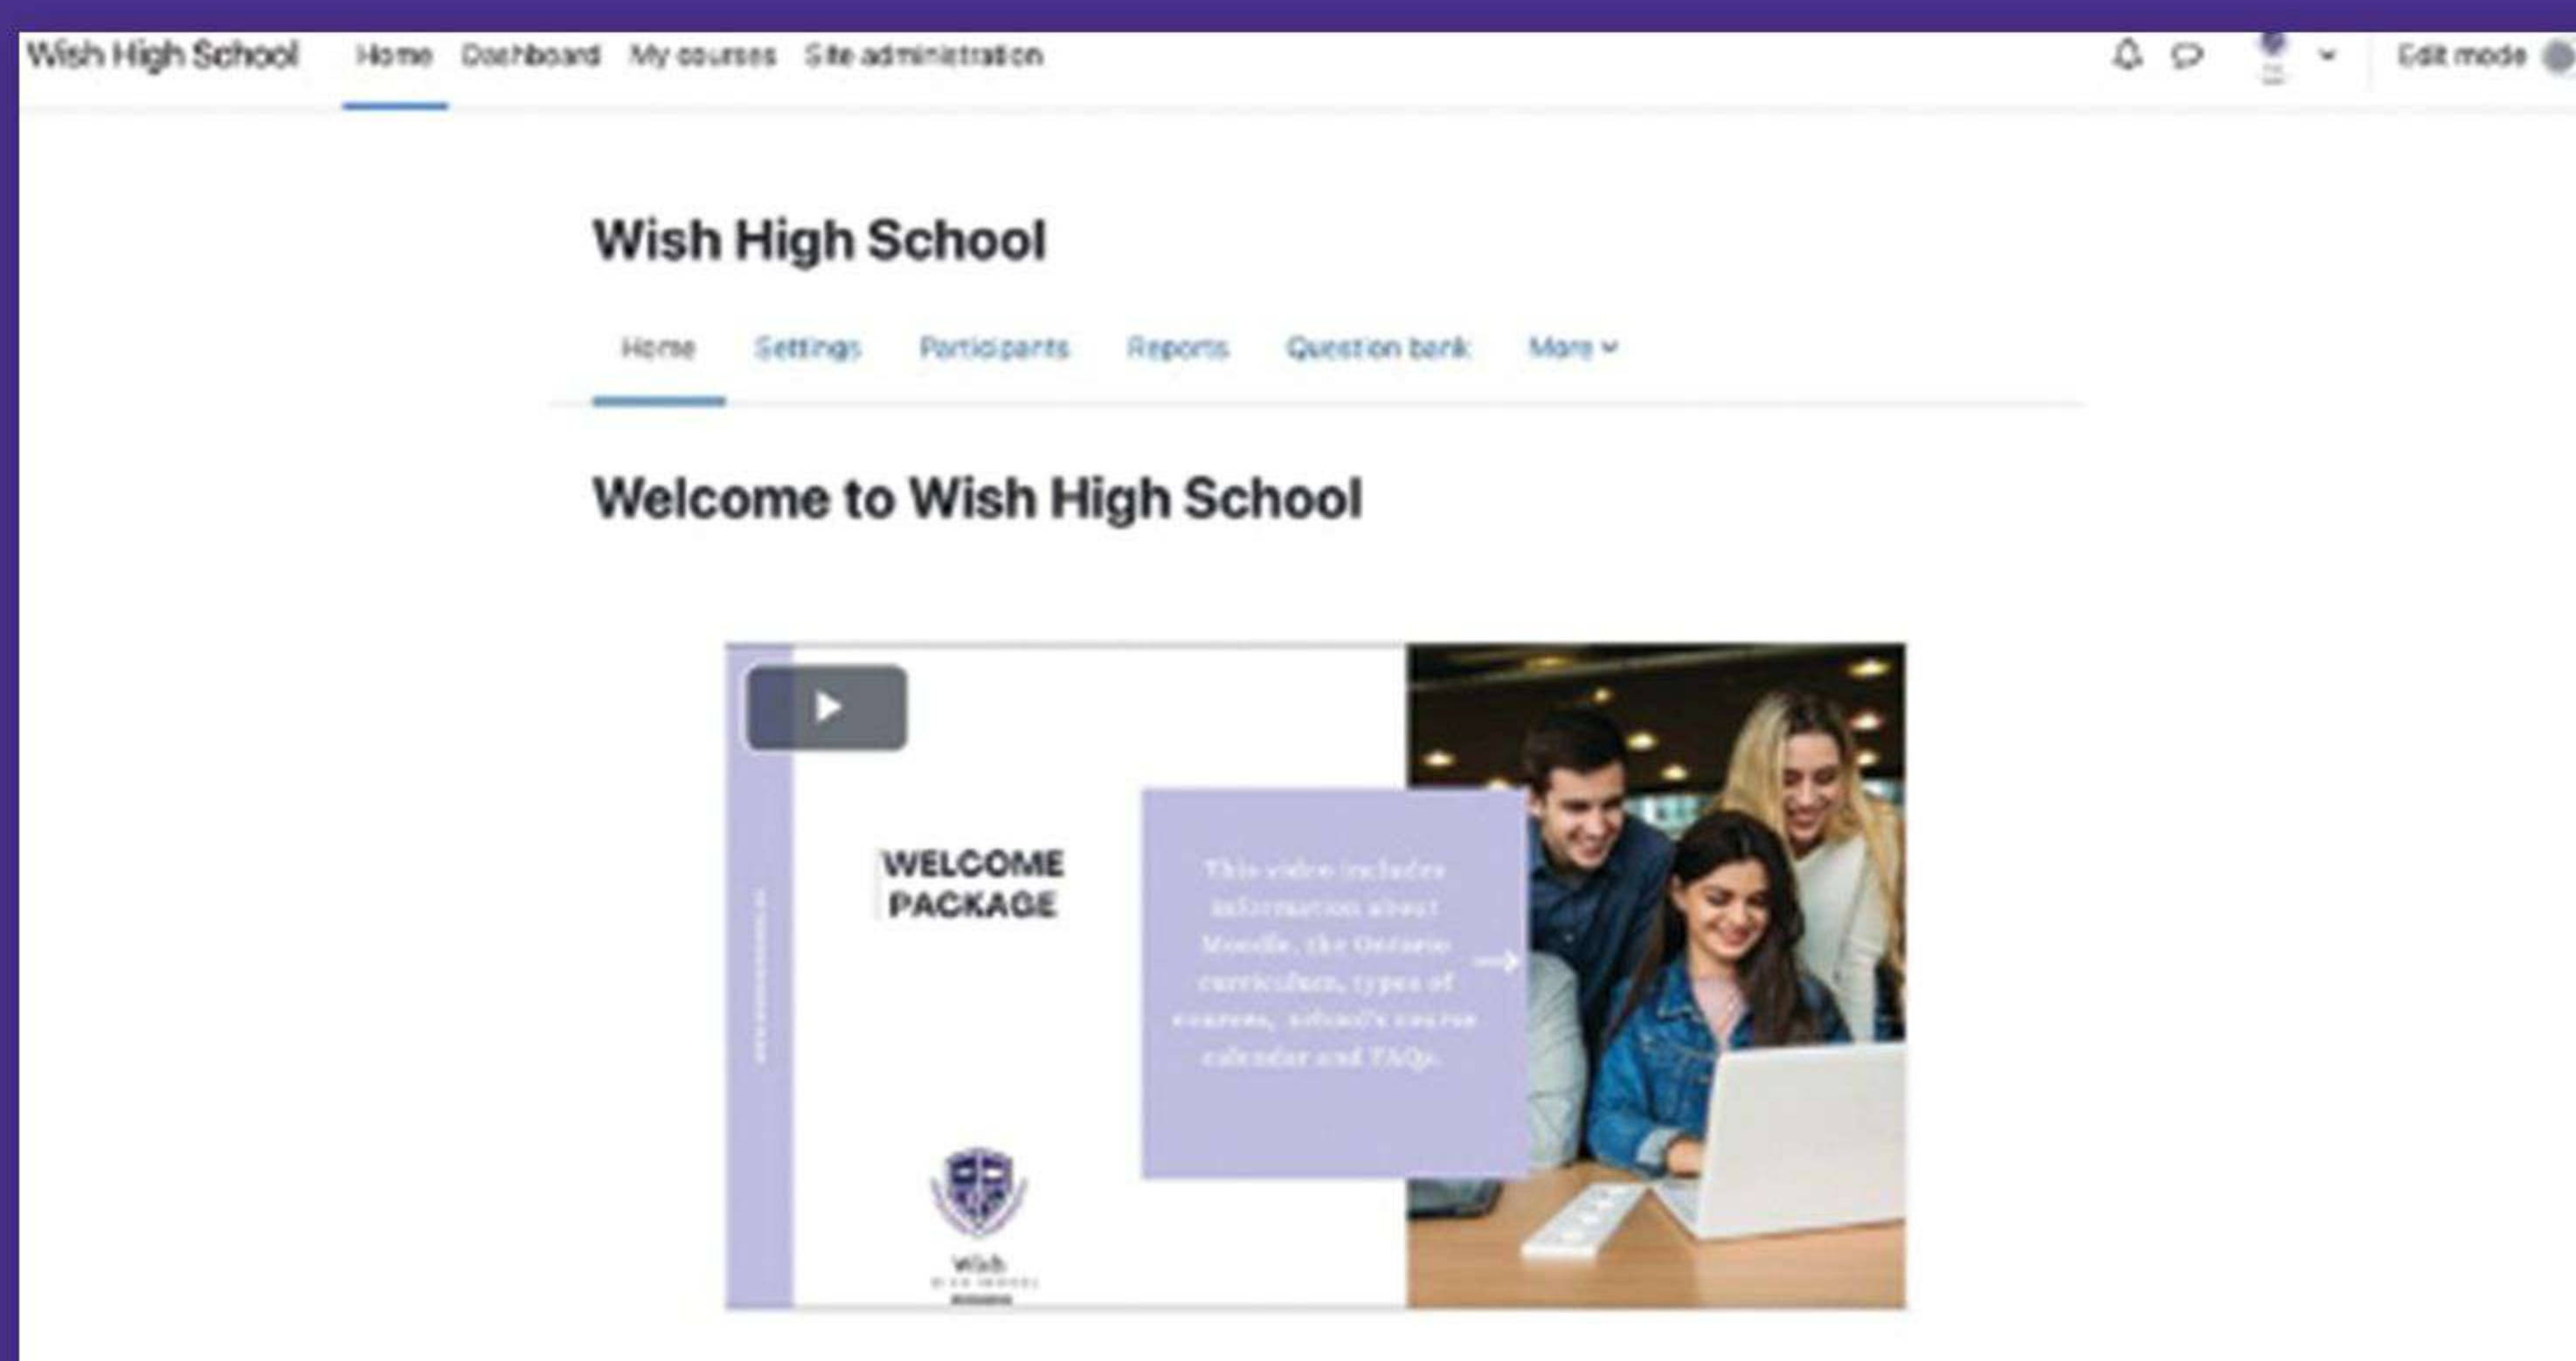 Wish High School Home Dashboard My courses Site administration Edit mode
Wish High School
Home Settings Participants Reports Question bank More
Welcome to Wish High School
WELCOME
PACKAGE
This video includes
information about
Moodle, the Ontario
curriculum, types of
courses, school's course
calendar and FAQs.
Wish
HIGH SCHOOL